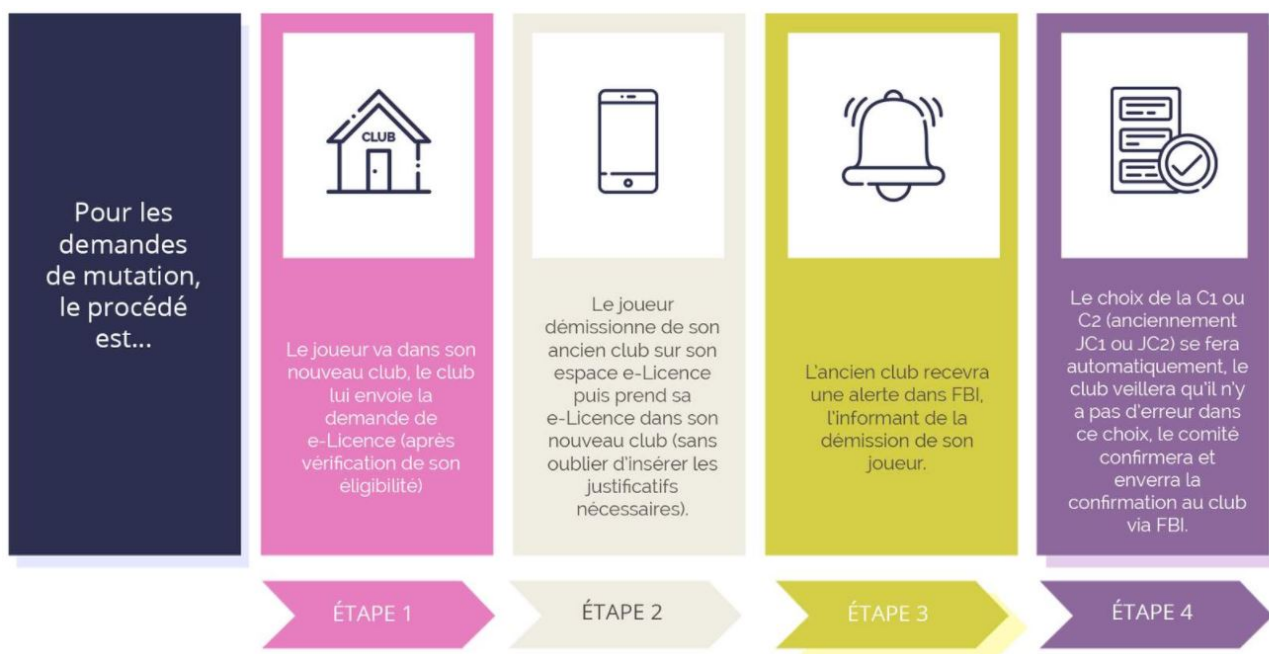 Pour les
demandes
de mutation,
le procédé
est...
CLUB
Le joueur va dans son
nouveau club, le club
lui envoie la
demande de
e-Licence (après
vérification de son
éligibilité)
Le joueur
démissionne de son
ancien club sur son
espace e-Licence
puis prend sa
e-Licence dans son
nouveau club (sans
oublier d'insérer les
justificatifs
nécessaires).
L'ancien club recevra
une alerte dans FBI,
l'informant de la
démission de son
joueur.
Le choix de la C1 ou
C2 (anciennement
JC1 ou JC2) se fera
automatiquement, le
club veillera qu'il n'y
a pas d'erreur dans
ce choix, le comité
confirmera et
enverra la
confirmation au club
via FBI.
ÉTAPE 1
ÉTAPE 2
ÉTAPE 3
ÉTAPE 4